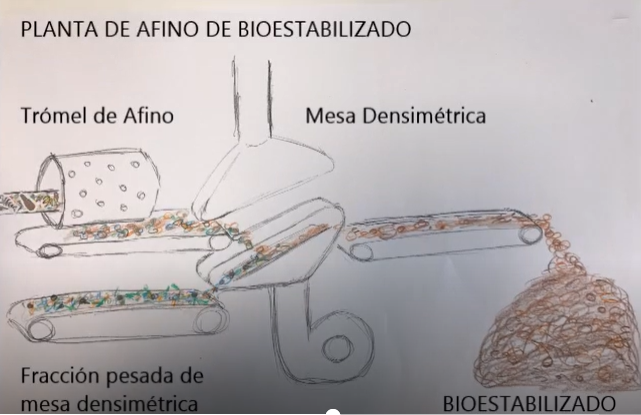 PLANTA DE AFINO DE BIOESTABILIZADO
Trómel de Afino
Mesa Densimétrica
Fracción pesada de
mesa densimétrica
BIOESTABILIZADO